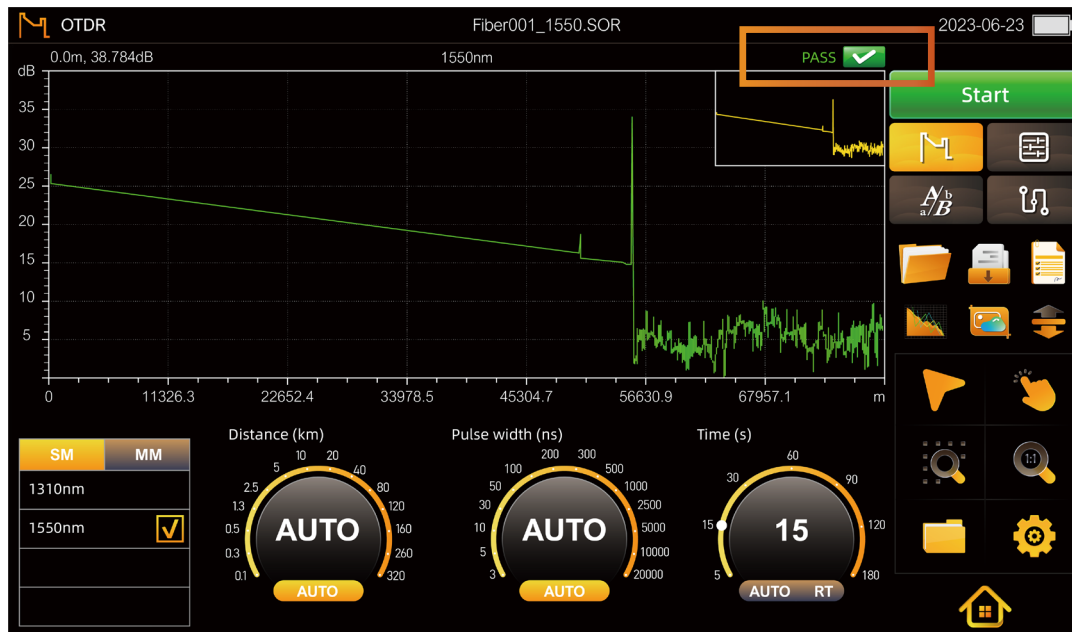 OTDR
Fiber001_1550.SOR
2023-06-23
0.0m, 38.784dB
1550nm
PASS
dB
35
30
25
20
15
10
5
0 11326.3 22652.4 33978.5 45304.7 56630.9 67957.1 m
Start
A/b
a/B
SM MM
1310nm
1550nm
Distance (km)
0.1 0.3 0.5 1.3 2.5 5 10 20 40 80 120 160 260 320
AUTO
AUTO
Pulse width (ns)
3 5 10 30 50 100 200 300 500 1000 2500 5000 10000 20000
AUTO
AUTO
Time (s)
5 15 30 60 90 120 180
15
AUTO RT
1:1